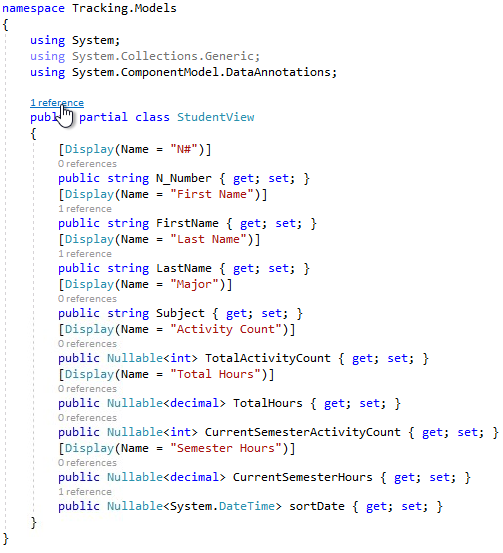 namespace Tracking.Models
{
    using System;
    using System.Collections.Generic;
    using System.ComponentModel.DataAnnotations;

    1 reference
    public partial class StudentView
    {
        [Display(Name = "N#")]
        0 references
        public string N_Number { get; set; }
        [Display(Name = "First Name")]
        1 reference
        public string FirstName { get; set; }
        [Display(Name = "Last Name")]
        1 reference
        public string LastName { get; set; }
        [Display(Name = "Major")]
        0 references
        public string Subject { get; set; }
        [Display(Name = "Activity Count")]
        0 references
        public Nullable<int> TotalActivityCount { get; set; }
        [Display(Name = "Total Hours")]
        0 references
        public Nullable<decimal> TotalHours { get; set; }
        0 references
        public Nullable<int> CurrentSemesterActivityCount { get; set; }
        [Display(Name = "Semester Hours")]
        0 references
        public Nullable<decimal> CurrentSemesterHours { get; set; }
        1 reference
        public Nullable<System.DateTime> sortDate { get; set; }
    }
}